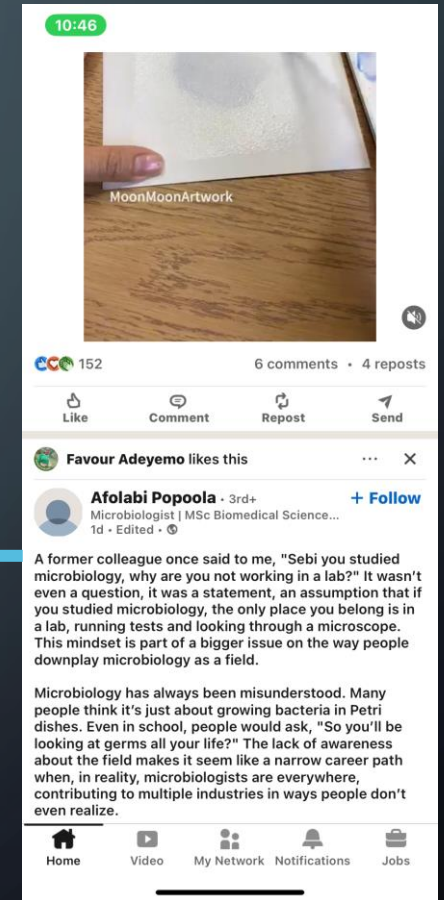 10:46
MoonMoonArtwork
152
6 comments • 4 reposts
Like
Comment
Repost
Send
Favour Adeyemo likes this
Afolabi Popoola · 3rd+
+ Follow
Microbiologist | MSc Biomedical Science...
1d • Edited •
A former colleague once said to me, "Sebi you studied
microbiology, why are you not working in a lab?" It wasn't
even a question, it was a statement, an assumption that if
you studied microbiology, the only place you belong is in
a lab, running tests and looking through a microscope.
This mindset is part of a bigger issue on the way people
downplay microbiology as a field.
Microbiology has always been misunderstood. Many
people think it's just about growing bacteria in Petri
dishes. Even in school, people would ask, "So you'll be
looking at germs all your life?" The lack of awareness
about the field makes it seem like a narrow career path
when, in reality, microbiologists are everywhere,
contributing to multiple industries in ways people don't
even realize.
Home
Video
My Network
Notifications
Jobs